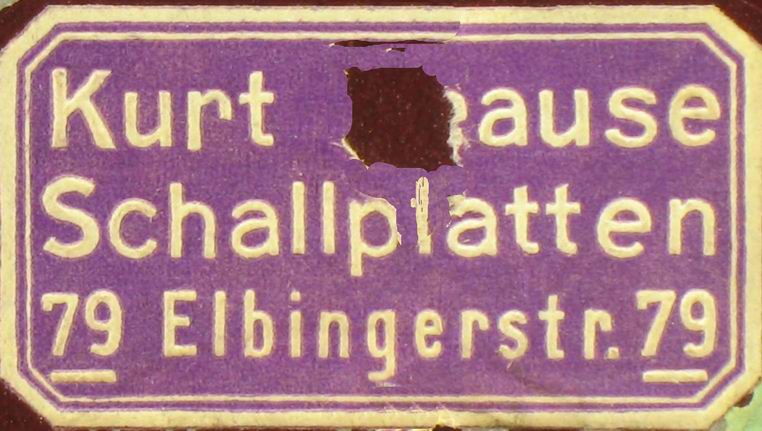 Kurt
Schallplatten
79 Elbingerstr. 79